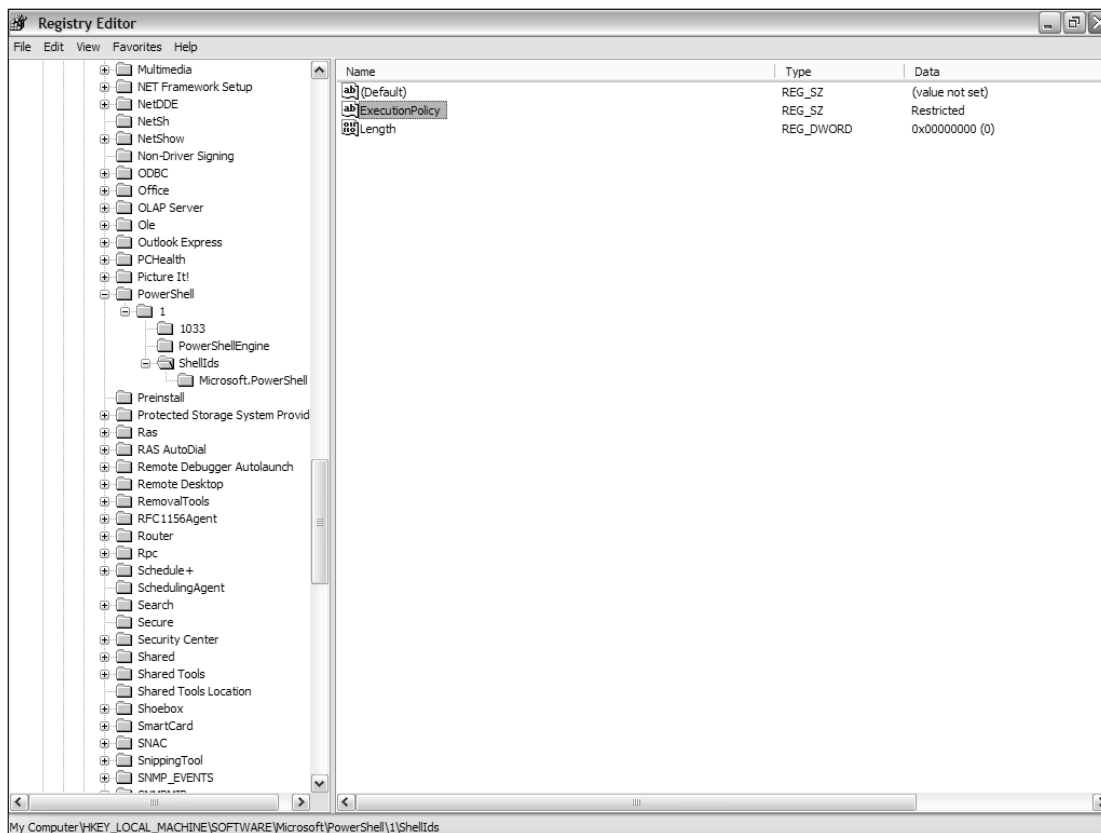 Registry Editor
File Edit View Favorites Help
Multimedia
NET Framework Setup
NetDDE
NetSh
NetShow
Non-Driver Signing
ODBC
Office
OLAP Server
Ole
Outlook Express
PCHealth
Picture It!
PowerShell
1
1033
PowerShellEngine
ShellIds
Microsoft.PowerShell
Preinstall
Protected Storage System Provid
Ras
RAS AutoDial
Remote Debugger Autolaunch
Remote Desktop
RemovalTools
RFC1156Agent
Router
Rpc
Schedule+
SchedulingAgent
Search
Secure
Security Center
Shared
Shared Tools
Shared Tools Location
Shoebox
SmartCard
SNAC
SnippingTool
SNMP_EVENTS
Name Type Data
(Default) REG_SZ (value not set)
ExecutionPolicy REG_SZ Restricted
Length REG_DWORD 0x00000000 (0)
My Computer\HKEY_LOCAL_MACHINE\SOFTWARE\Microsoft\PowerShell\1\ShellIds